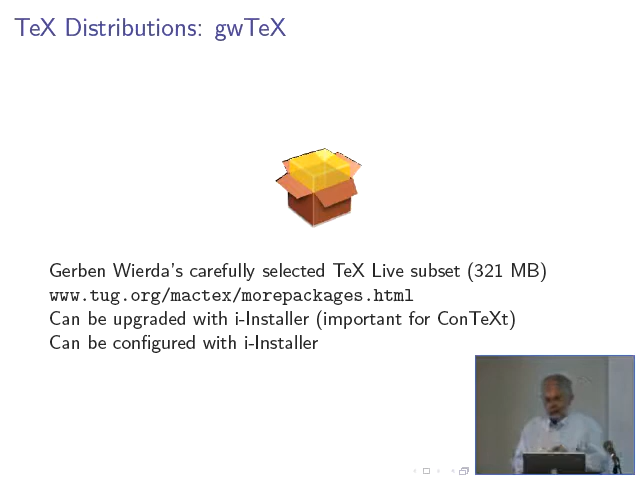 TeX Distributions: gwTeX
Gerben Wierda's carefully selected TeX Live subset (321 MB)
www.tug.org/mactex/morepackages.html
Can be upgraded with i-Installer (important for ConTeXt)
Can be configured with i-Installer